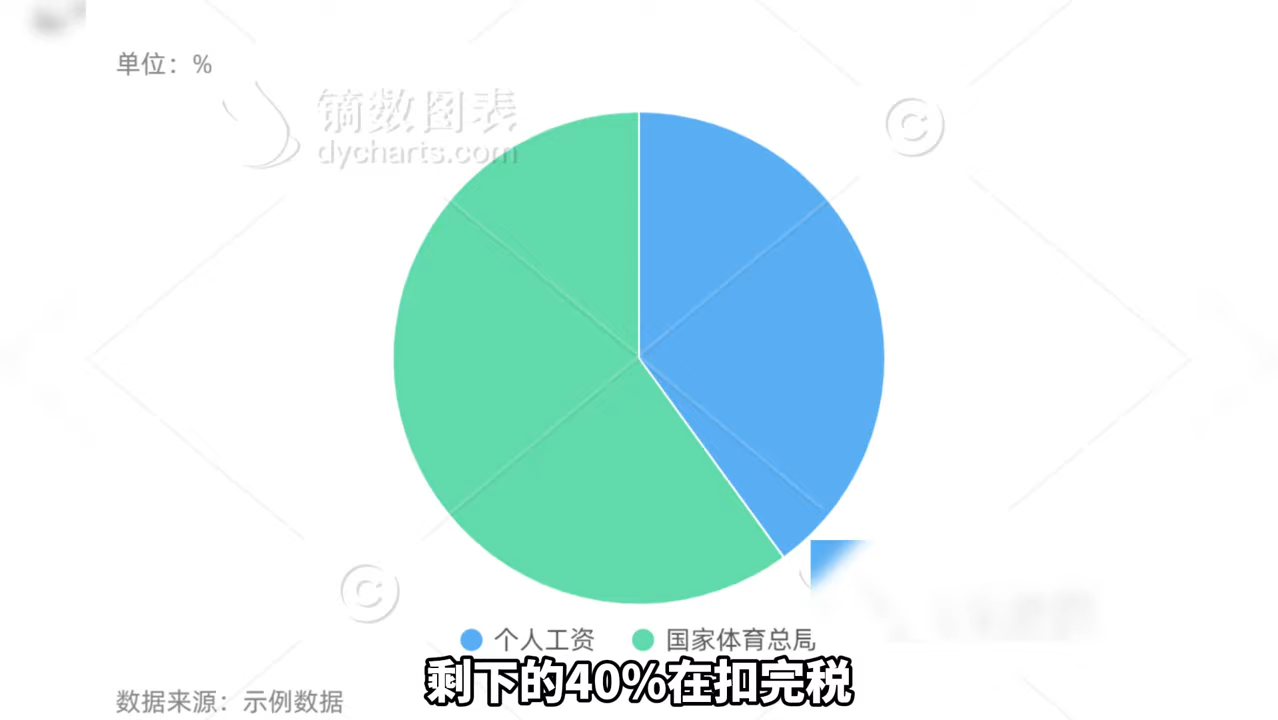 单位：%
镝数图表
dycharts.com
©
©
个人工资
国家体育总局
剩下的40%在扣完税
数据来源：示例数据